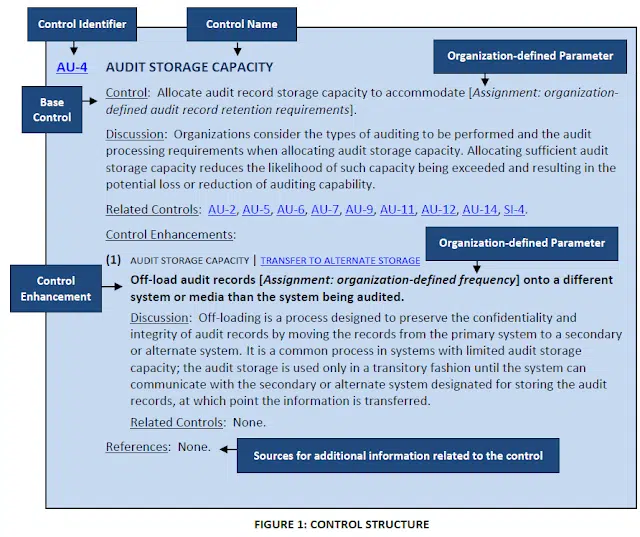 Control Identifier
Control Name
Organization-defined Parameter
AU-4 AUDIT STORAGE CAPACITY
Base
Control
Control: Allocate audit record storage capacity to accommodate [Assignment: organization-
defined audit record retention requirements].
Discussion: Organizations consider the types of auditing to be performed and the audit
processing requirements when allocating audit storage capacity. Allocating sufficient audit
storage capacity reduces the likelihood of such capacity being exceeded and resulting in the
potential loss or reduction of auditing capability.
Related Controls: AU-2, AU-5, AU-6, AU-7, AU-9, AU-11, AU-12, AU-14, SI-4.
Control Enhancements:
Organization-defined Parameter
(1) AUDIT STORAGE CAPACITY | TRANSFER TO ALTERNATE STORAGE
Control
Enhancement
Off-load audit records [Assignment: organization-defined frequency] onto a different
system or media than the system being audited.
Discussion: Off-loading is a process designed to preserve the confidentiality and
integrity of audit records by moving the records from the primary system to a secondary
or alternate system. It is a common process in systems with limited audit storage
capacity; the audit storage is used only in a transitory fashion until the system can
communicate with the secondary or alternate system designated for storing the audit
records, at which point the information is transferred.
Related Controls: None.
References: None.
Sources for additional information related to the control
FIGURE 1: CONTROL STRUCTURE